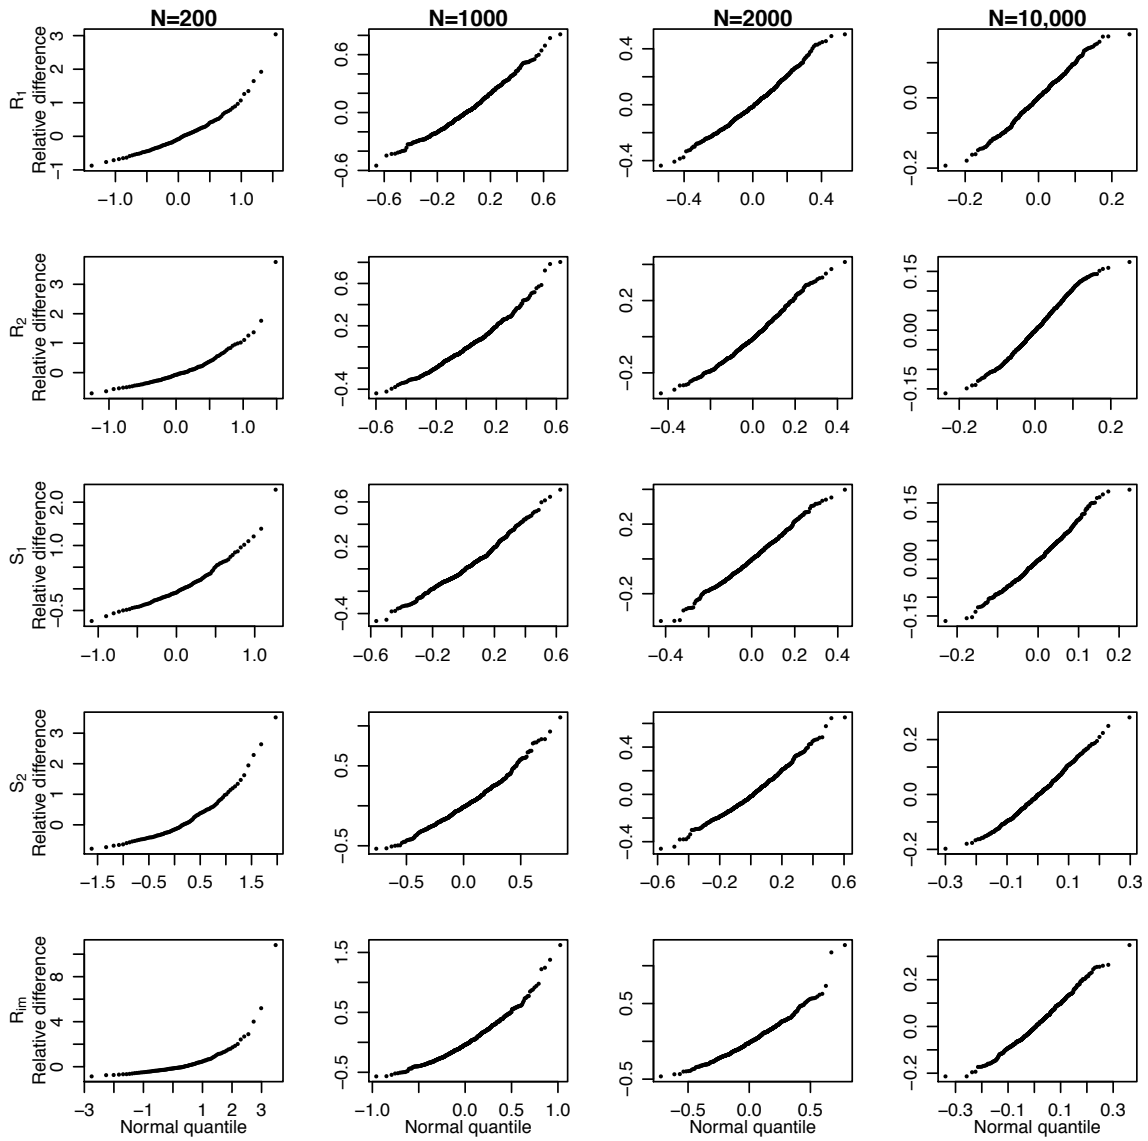 N=200 N=1000 N=2000 N=10,000
R1
Relative difference
−1 0 1 2 3
−1.0 0.0 1.0
−0.6 0.0 0.6
−0.6 −0.2 0.2 0.6
−0.4 0.0 0.4
−0.4 0.0 0.4
−0.2 0.0
−0.2 0.0 0.2
R2
Relative difference
0 1 2 3
−1.0 0.0 1.0
−0.4 0.2 0.6
−0.6 −0.2 0.2 0.6
−0.2 0.2
−0.4 0.0 0.2 0.4
−0.15 0.00 0.15
−0.2 0.0 0.2
S1
Relative difference
−0.5 1.0 2.0
−1.0 0.0 1.0
−0.4 0.2 0.6
−0.6 −0.2 0.2 0.6
−0.2 0.2
−0.4 0.0 0.2 0.4
−0.15 0.00 0.15
−0.2 0.0 0.1 0.2
S2
Relative difference
0 1 2 3
−1.5 −0.5 0.5 1.5
−0.5 0.5
−0.5 0.0 0.5
−0.4 0.0 0.4
−0.6 −0.2 0.2 0.6
−0.2 0.0 0.2
−0.3 −0.1 0.1 0.3
Rim
Relative difference
0 4 8
−3 −1 1 2 3
Normal quantile
−0.5 0.5 1.5
−1.0 0.0 0.5 1.0
Normal quantile
−0.5 0.5
−0.5 0.0 0.5
Normal quantile
−0.2 0.0 0.2
−0.3 −0.1 0.1 0.3
Normal quantile